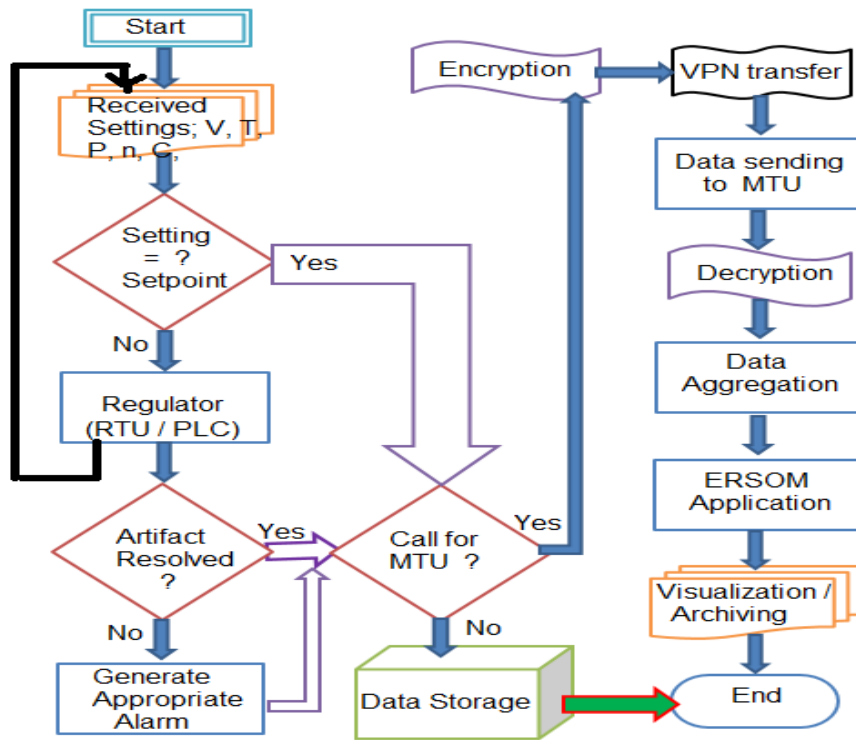 Start
Received
Settings; V, T,
P, n, C,
Setting
= ?
Setpoint
Yes
No
Regulator
(RTU / PLC)
Artifact
Resolved
?
Yes
No
Generate
Appropriate
Alarm
Call for
MTU ?
Yes
No
Data Storage
Encryption
VPN transfer
Data sending
to MTU
Decryption
Data
Aggregation
ERSOM
Application
Visualization /
Archiving
End